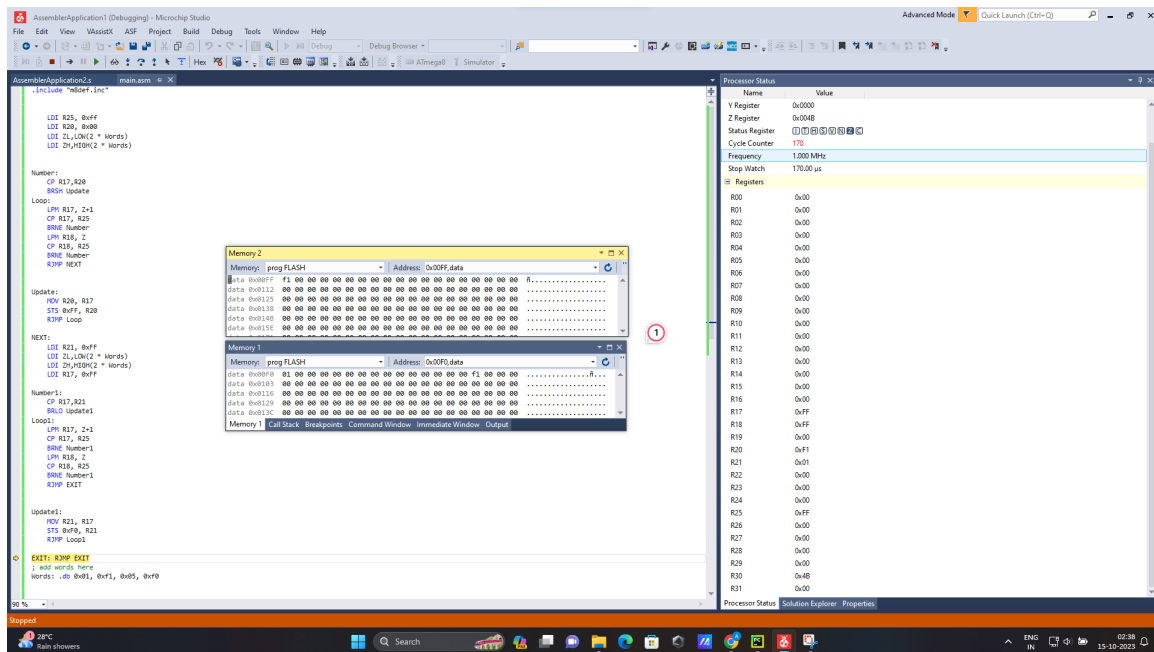 AssemblerApplication1 (Debugging) - Microchip Studio
Advanced Mode
Quick Launch (Ctrl+Q)
File Edit View VAssistX ASF Project Build Debug Tools Window Help
Debug Debug Browser
Hex ATmega8 Simulator
AssemblerApplication2.s main.asm
.include "m8def.inc"
LDI R25, 0xff
LDI R20, 0x00
LDI ZL,LOW(2 * Words)
LDI ZH,HIGH(2 * Words)
Number:
CP R17,R20
BRSH Update
Loop:
LPM R17, Z+1
CP R17, R25
BRNE Number
LPM R18, Z
CP R18, R25
BRNE Number
RJMP NEXT
Update:
MOV R20, R17
STS 0xFF, R20
RJMP Loop
NEXT:
LDI R21, 0xFF
LDI ZL,LOW(2 * Words)
LDI ZH,HIGH(2 * Words)
LDI R17, 0xFF
Number1:
CP R17,R21
BRLO Update1
Loop1:
LPM R17, Z+1
CP R17, R25
BRNE Number1
LPM R18, Z
CP R18, R25
BRNE Number1
RJMP EXIT
Update1:
MOV R21, R17
STS 0xF0, R21
RJMP Loop1
EXIT: RJMP EXIT
; add words here
Words: .db 0x01, 0xf1, 0x05, 0xf0
90 %
Memory 2
Memory: prog FLASH Address: 0x00FF,data
data 0x00FF f1 00 00 00 00 00 00 00 00 00 00 00 00 00 00 00 00 00 00 ñ..................
data 0x0112 00 00 00 00 00 00 00 00 00 00 00 00 00 00 00 00 00 00 00 ...................
data 0x0125 00 00 00 00 00 00 00 00 00 00 00 00 00 00 00 00 00 00 00 ...................
data 0x0138 00 00 00 00 00 00 00 00 00 00 00 00 00 00 00 00 00 00 00 ...................
data 0x014B 00 00 00 00 00 00 00 00 00 00 00 00 00 00 00 00 00 00 00 ...................
data 0x015E 00 00 00 00 00 00 00 00 00 00 00 00 00 00 00 00 00 00 00 ...................
Memory 1
Memory: prog FLASH Address: 0x00F0,data
data 0x00F0 01 00 00 00 00 00 00 00 00 00 00 00 00 00 00 f1 00 00 00 ...............ñ...
data 0x0103 00 00 00 00 00 00 00 00 00 00 00 00 00 00 00 00 00 00 00 ...................
data 0x0116 00 00 00 00 00 00 00 00 00 00 00 00 00 00 00 00 00 00 00 ...................
data 0x0129 00 00 00 00 00 00 00 00 00 00 00 00 00 00 00 00 00 00 00 ...................
data 0x013C 00 00 00 00 00 00 00 00 00 00 00 00 00 00 00 00 00 00 00 ...................
Memory 1 Call Stack Breakpoints Command Window Immediate Window Output
1
Processor Status
Name Value
Y Register 0x0000
Z Register 0x004B
Status Register I T H S V N Z C
Cycle Counter 170
Frequency 1.000 MHz
Stop Watch 170.00 µs
Registers
R00 0x00
R01 0x00
R02 0x00
R03 0x00
R04 0x00
R05 0x00
R06 0x00
R07 0x00
R08 0x00
R09 0x00
R10 0x00
R11 0x00
R12 0x00
R13 0x00
R14 0x00
R15 0x00
R16 0x00
R17 0xFF
R18 0xFF
R19 0x00
R20 0xF1
R21 0x01
R22 0x00
R23 0x00
R24 0x00
R25 0xFF
R26 0x00
R27 0x00
R28 0x00
R29 0x00
R30 0x4B
R31 0x00
Processor Status Solution Explorer Properties
Stopped
1
28°C
Rain showers
Search
ENG
IN
02:38
15-10-2023